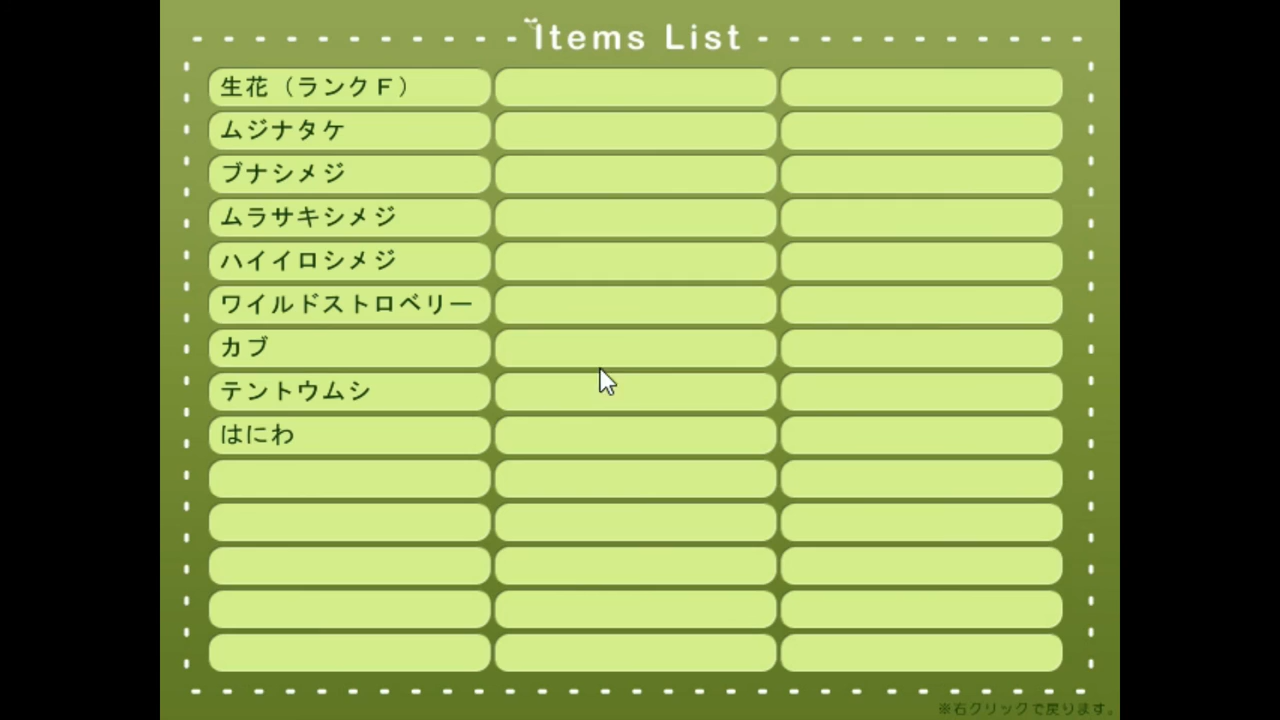 Items List
生花（ランクＦ）
ムジナタケ
ブナシメジ
ムラサキシメジ
ハイイロシメジ
ワイルドストロベリー
カブ
テントウムシ
はにわ
※右クリックで戻ります。